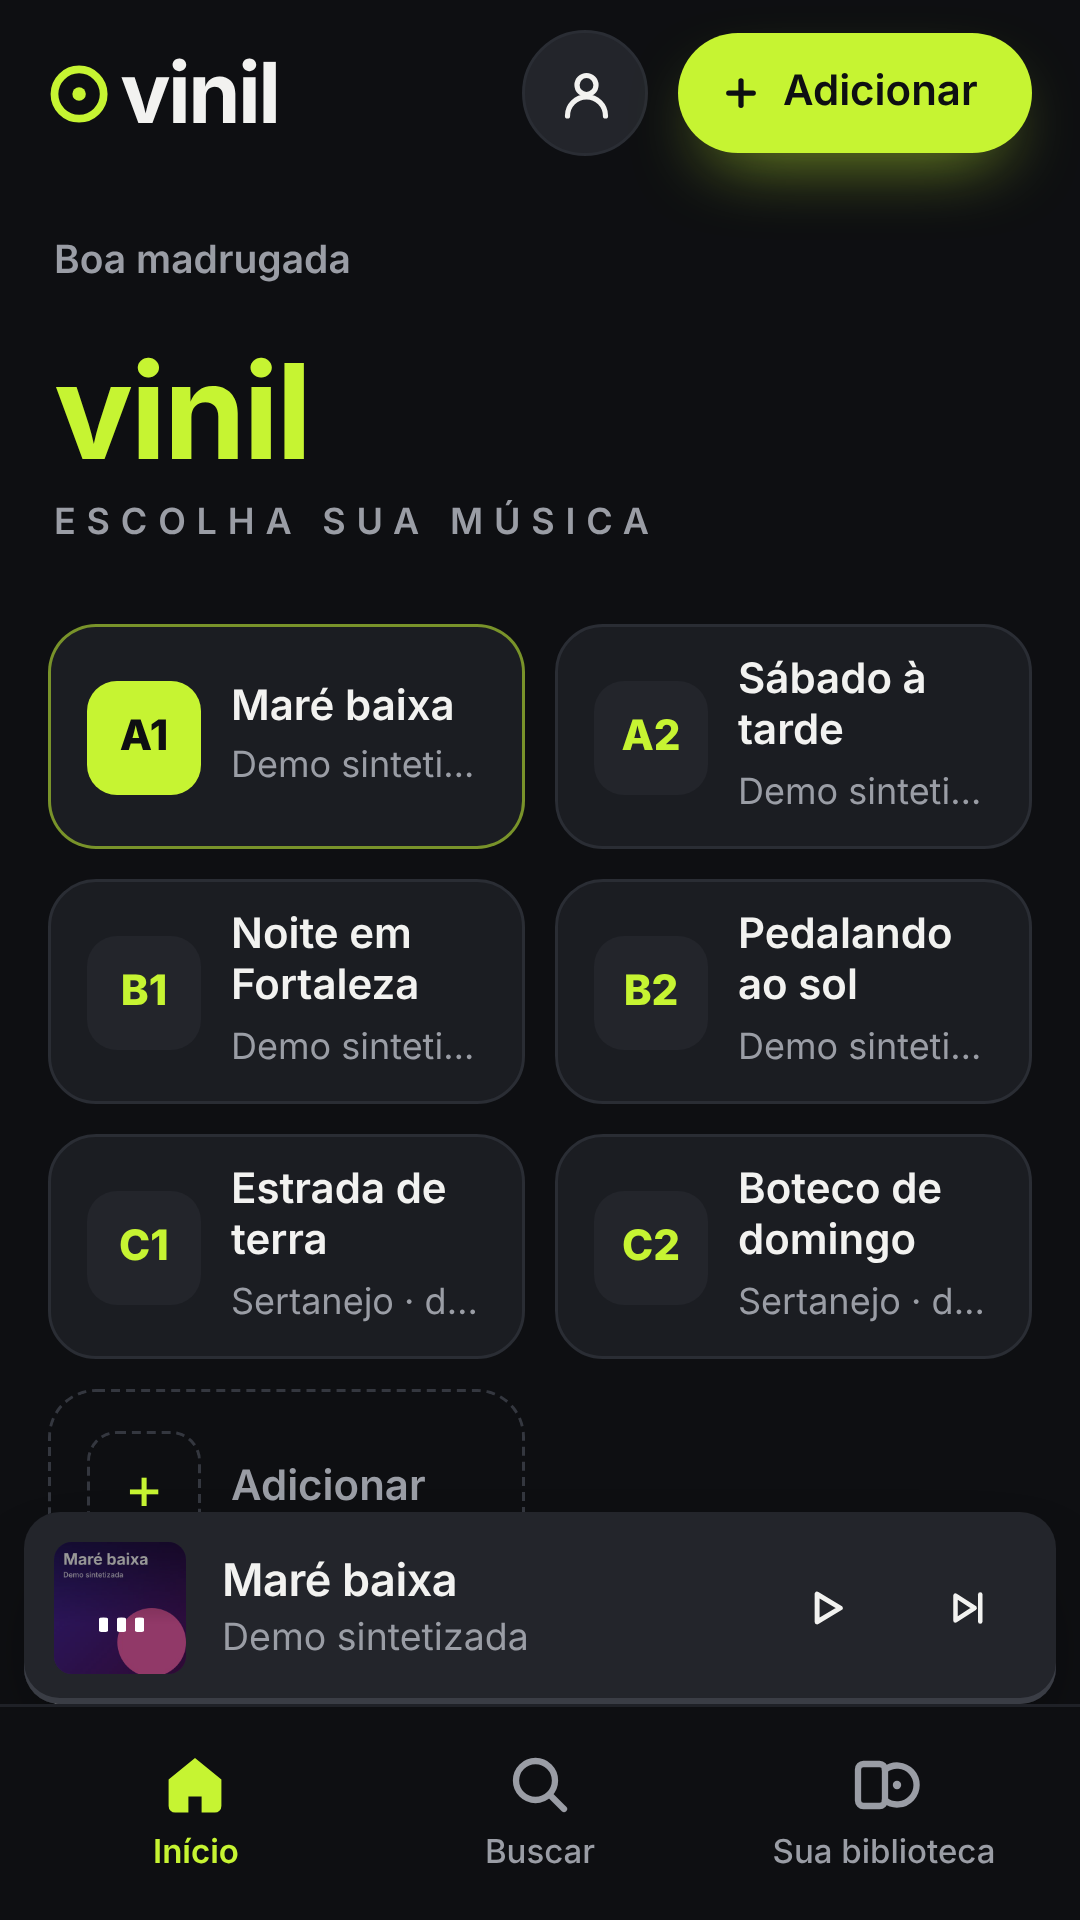 vinil
+ Adicionar
Boa madrugada
vinil
ESCOLHA SUA MÚSICA
A1
Maré baixa
Demo sinteti...
A2
Sábado à
tarde
Demo sinteti...
B1
Noite em
Fortaleza
Demo sinteti...
B2
Pedalando
ao sol
Demo sinteti...
C1
Estrada de
terra
Sertanejo · d...
C2
Boteco de
domingo
Sertanejo · d...
+
Adicionar
Maré baixa
Demo sintetizada
Maré baixa
Demo sintetizada
Início
Buscar
Sua biblioteca